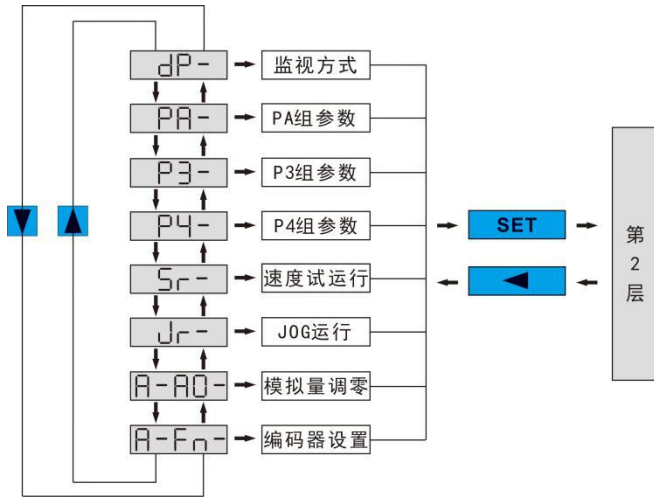 dP- 监视方式
PA- PA组参数
P3- P3组参数
P4- P4组参数
SET
Sr- 速度试运行
Jr- JOG运行
A-A0- 模拟量调零
A-Fn- 编码器设置
第
2
层